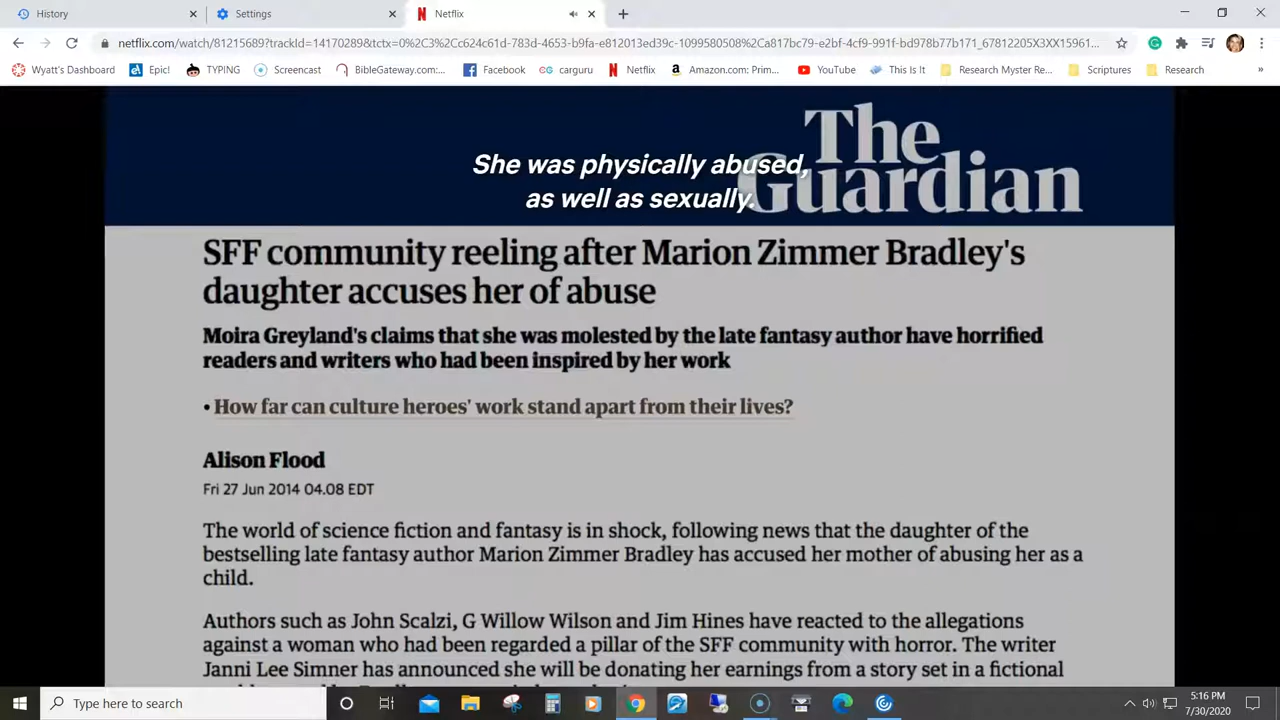 History
Settings
Netflix
netflix.com/watch/81215689?trackId=14170289&tctx=0%2C3%2Cc624c61d-783d-4653-b9fa-e812013ed39c-1099580508%2Ca817bc79-e2bf-4cf9-991f-bd978b77b171_67812205X3XX15961...
Wyatt's Dashboard Epic! TYPING Screencast BibleGateway.com:... Facebook carguru Netflix Amazon.com: Prim... YouTube This Is It Research Myster Re... Scriptures Research »
The
Guardian
She was physically abused,
as well as sexually.
SFF community reeling after Marion Zimmer Bradley's
daughter accuses her of abuse
Moira Greyland's claims that she was molested by the late fantasy author have horrified
readers and writers who had been inspired by her work
• How far can culture heroes' work stand apart from their lives?
Alison Flood
Fri 27 Jun 2014 04.08 EDT
The world of science fiction and fantasy is in shock, following news that the daughter of the
bestselling late fantasy author Marion Zimmer Bradley has accused her mother of abusing her as a
child.
Authors such as John Scalzi, G Willow Wilson and Jim Hines have reacted to the allegations
against a woman who had been regarded a pillar of the SFF community with horror. The writer
Janni Lee Simner has announced she will be donating her earnings from a story set in a fictional
Type here to search
5:16 PM
7/30/2020